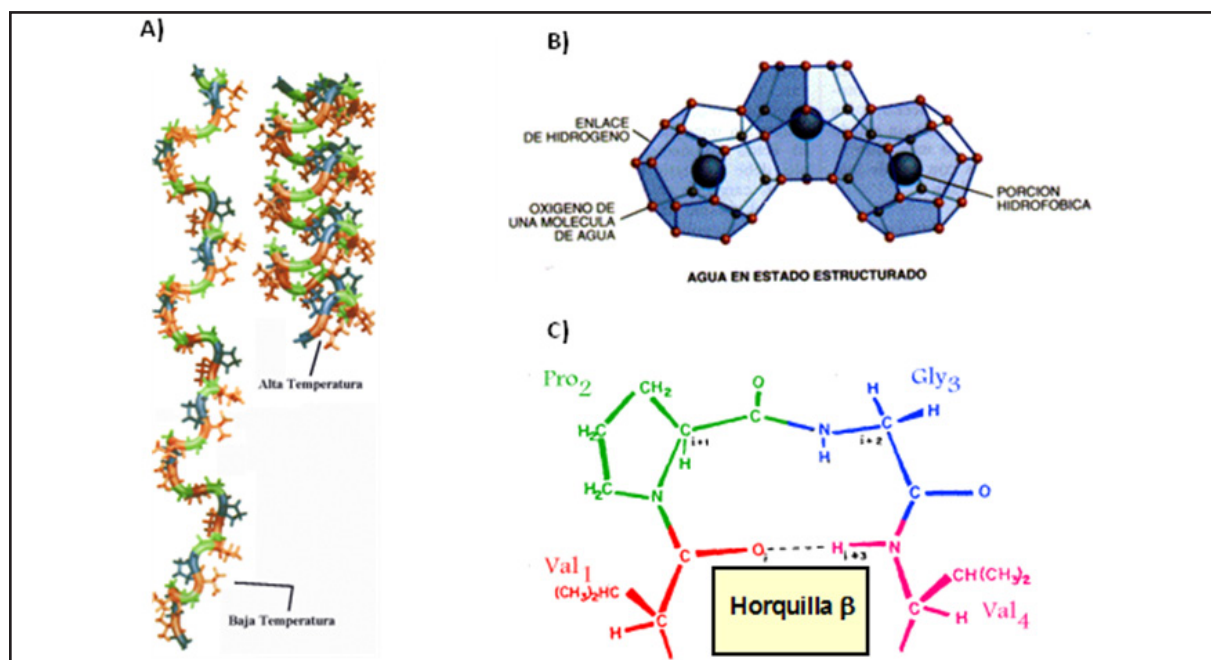 A)
Alta Temperatura
Baja Temperatura
B)
ENLACE
DE HIDROGENO
OXIGENO DE
UNA MOLECULA
DE AGUA
PORCION
HIDROFOBICA
AGUA EN ESTADO ESTRUCTURADO
C)
Pro2
Gly3
CH2
O
H
H2C
C
C
N
C
H
i+1
H
i+2
H
H2C
N
C
O
C
O
i
H
N
i+3
Val1
(CH3)2HC
CH(CH3)2
H
C
C
H
Val4
Horquilla β